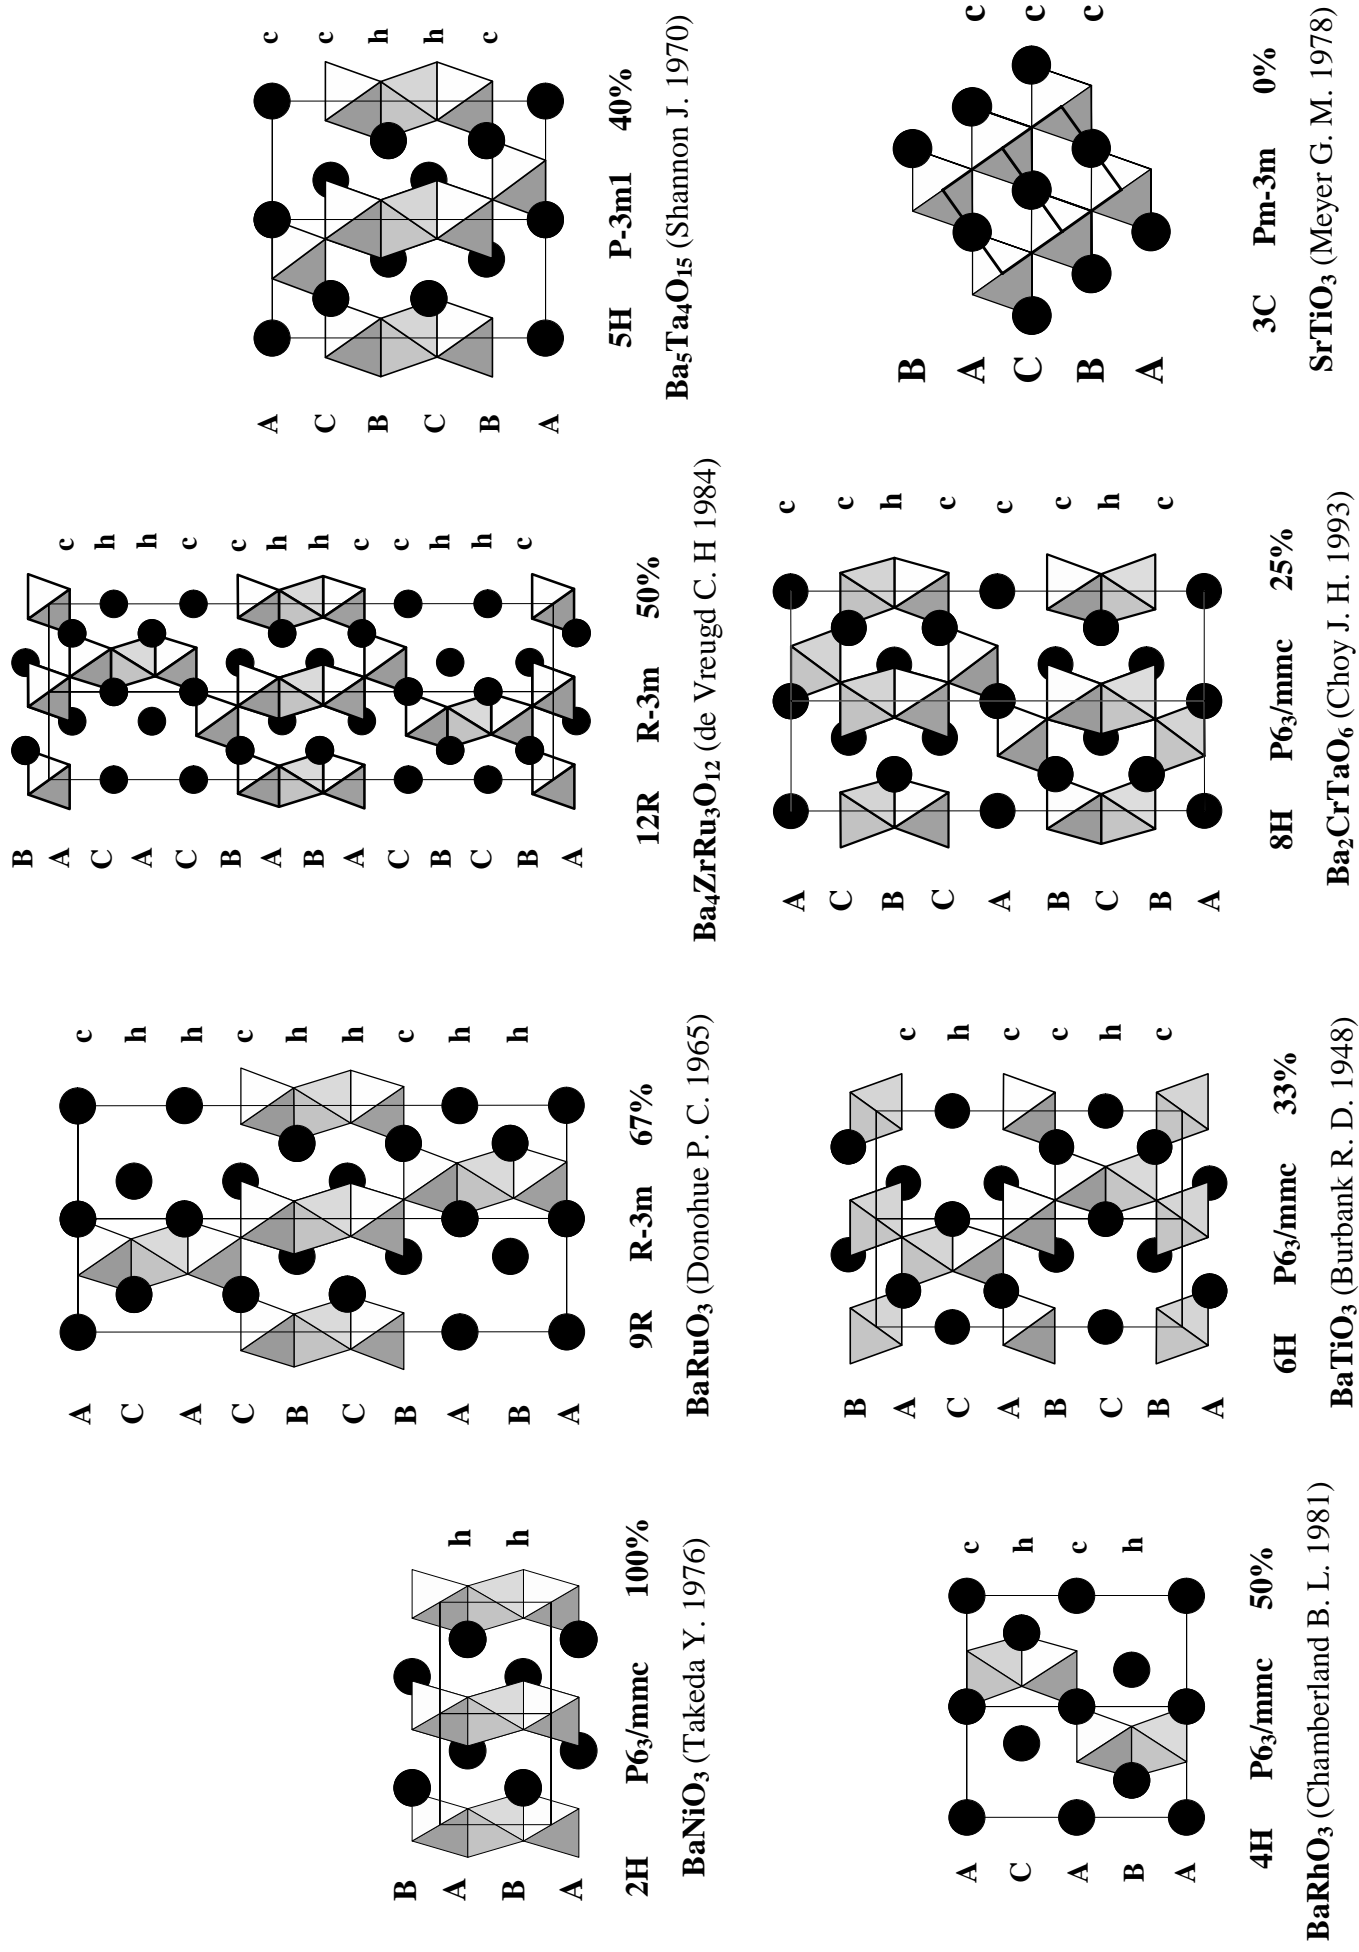 B
A
B
A
h
h
2H P6₃/mmc 100%
BaNiO₃ (Takeda Y. 1976)
A
C
A
C
B
C
B
A
B
A
c
h
h
c
h
h
c
h
h
9R R-3m 67%
BaRuO₃ (Donohue P. C. 1965)
B
A
C
A
C
B
A
B
A
C
B
C
B
A
c
h
h
c
c
h
h
c
c
h
h
c
12R R-3m 50%
Ba₄ZrRu₃O₁₂ (de Vreugd C. H 1984)
A
C
B
C
B
A
c
c
h
h
c
5H P-3m1 40%
Ba₅Ta₄O₁₅ (Shannon J. 1970)
A
C
A
B
A
c
h
c
h
4H P6₃/mmc 50%
BaRhO₃ ((Chamberland B. L. 1981)
B
A
C
A
B
C
B
A
c
h
c
c
h
c
6H P6₃/mmc 33%
BaTiO₃ (Burbank R. D. 1948)
A
C
B
C
A
B
C
B
A
c
c
h
c
c
c
h
c
8H P6₃/mmc 25%
Ba₂CrTaO₆ (Choy J. H. 1993)
B
A
C
B
A
c
c
c
3C Pm-3m 0%
SrTiO₃ (Meyer G. M. 1978)